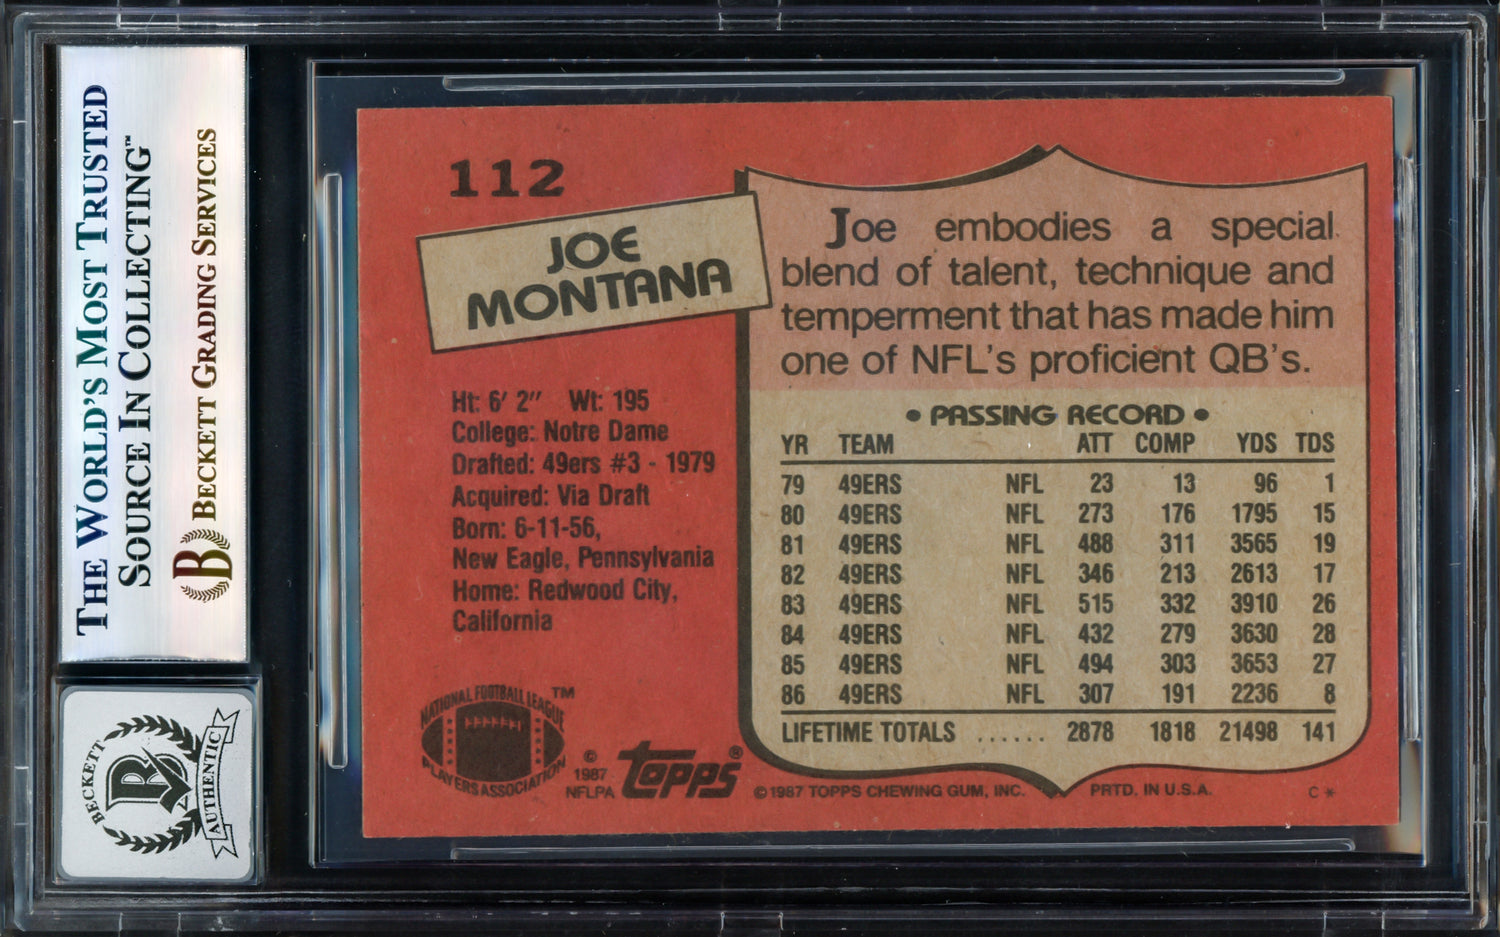 THE WORLD'S MOST TRUSTED
SOURCE IN COLLECTING™
B BECKETT GRADING SERVICES
BECKETT
B
AUTHENTIC
112
JOE
MONTANA
Ht: 6' 2" Wt: 195
College: Notre Dame
Drafted: 49ers #3 - 1979
Acquired: Via Draft
Born: 6-11-56,
New Eagle, Pennsylvania
Home: Redwood City,
California
NATIONAL FOOTBALL LEAGUE ™
PLAYERS ASSOCIATION
©
1987
NFLPA
Topps®
Joe embodies a special
blend of talent, technique and
temperment that has made him
one of NFL's proficient QB's.
• PASSING RECORD •
YR TEAM ATT COMP YDS TDS
79 49ERS NFL 23 13 96 1
80 49ERS NFL 273 176 1795 15
81 49ERS NFL 488 311 3565 19
82 49ERS NFL 346 213 2613 17
83 49ERS NFL 515 332 3910 26
84 49ERS NFL 432 279 3630 28
85 49ERS NFL 494 303 3653 27
86 49ERS NFL 307 191 2236 8
LIFETIME TOTALS ...... 2878 1818 21498 141
©1987 TOPPS CHEWING GUM, INC. PRTD. IN U.S.A. C*